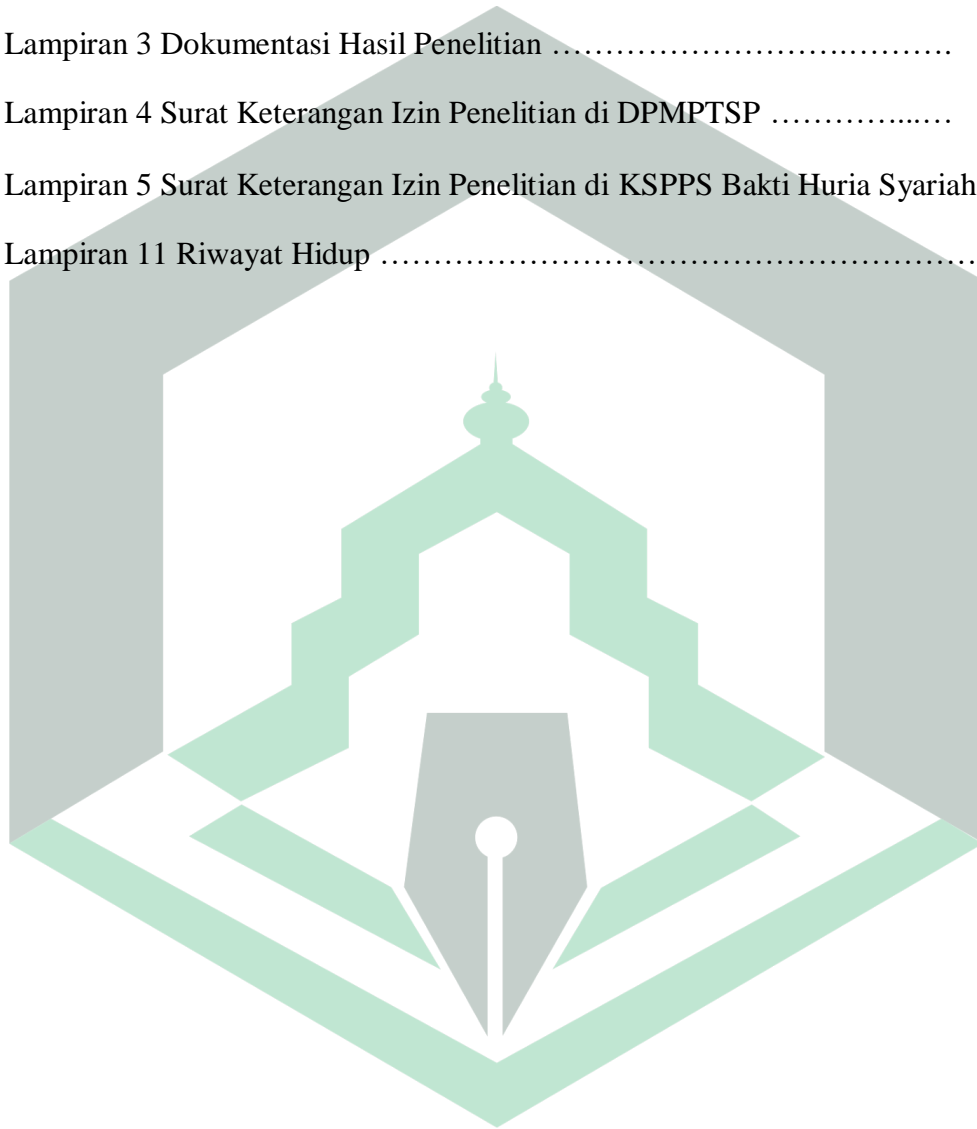 Lampiran 3 Dokumentasi Hasil Penelitian ……………………….……….
Lampiran 4 Surat Keterangan Izin Penelitian di DPMPTSP …………...…
Lampiran 5 Surat Keterangan Izin Penelitian di KSPPS Bakti Huria Syariah
Lampiran 11 Riwayat Hidup …………………………………………………